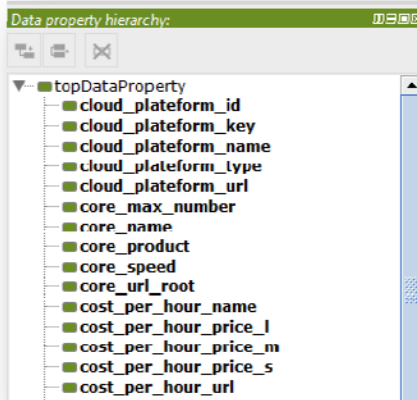 Data property hierarchy:
topDataProperty
cloud_plateform_id
cloud_plateform_key
cloud_plateform_name
cloud_plateform_type
cloud_plateform_url
core_max_number
core_name
core_product
core_speed
core_url_root
cost_per_hour_name
cost_per_hour_price_l
cost_per_hour_price_m
cost_per_hour_price_s
cost_per_hour_url